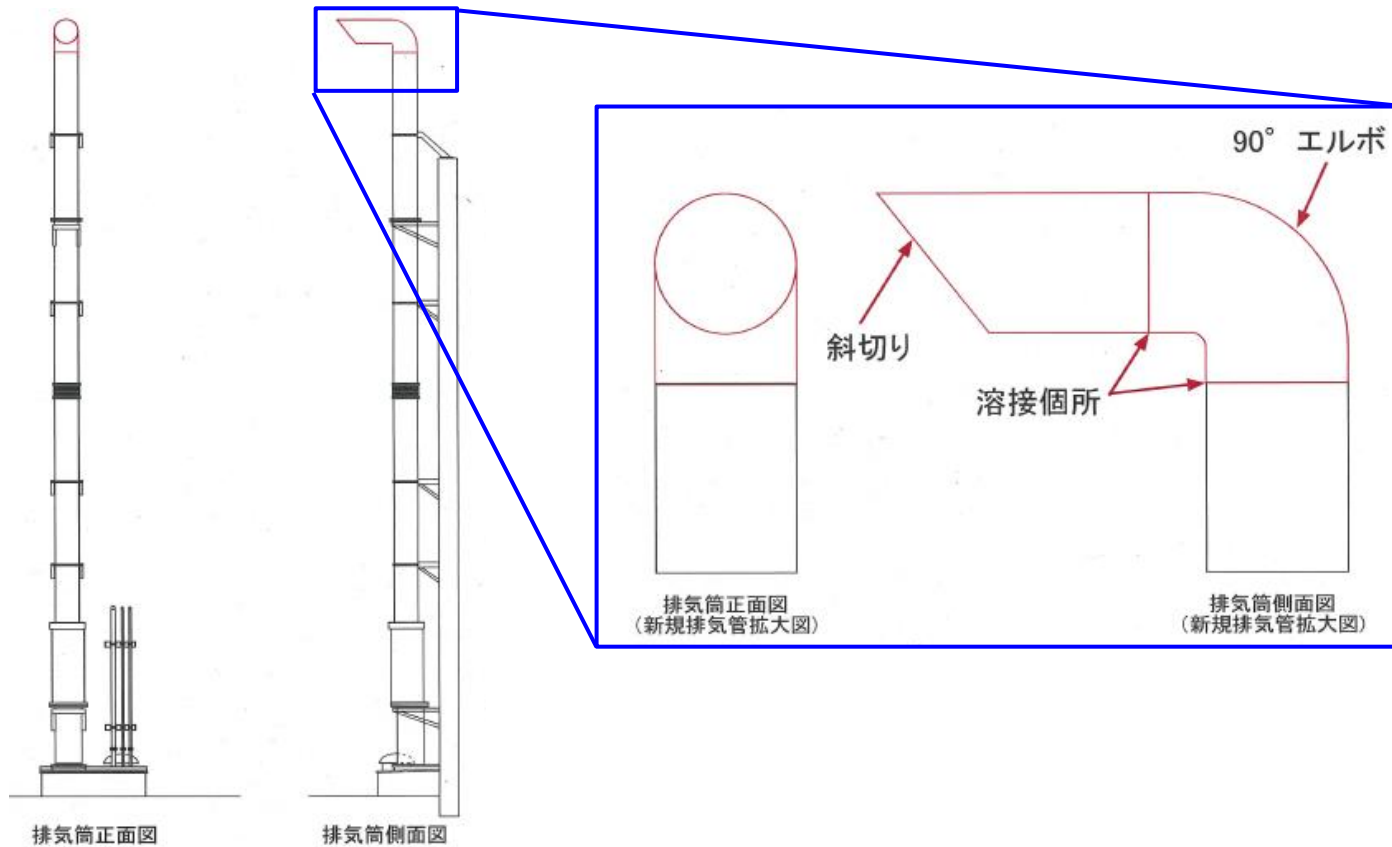 90° エルボ
斜切り
溶接個所
排気筒正面図
（新規排気管拡大図）
排気筒側面図
（新規排気管拡大図）
排気筒正面図
排気筒側面図